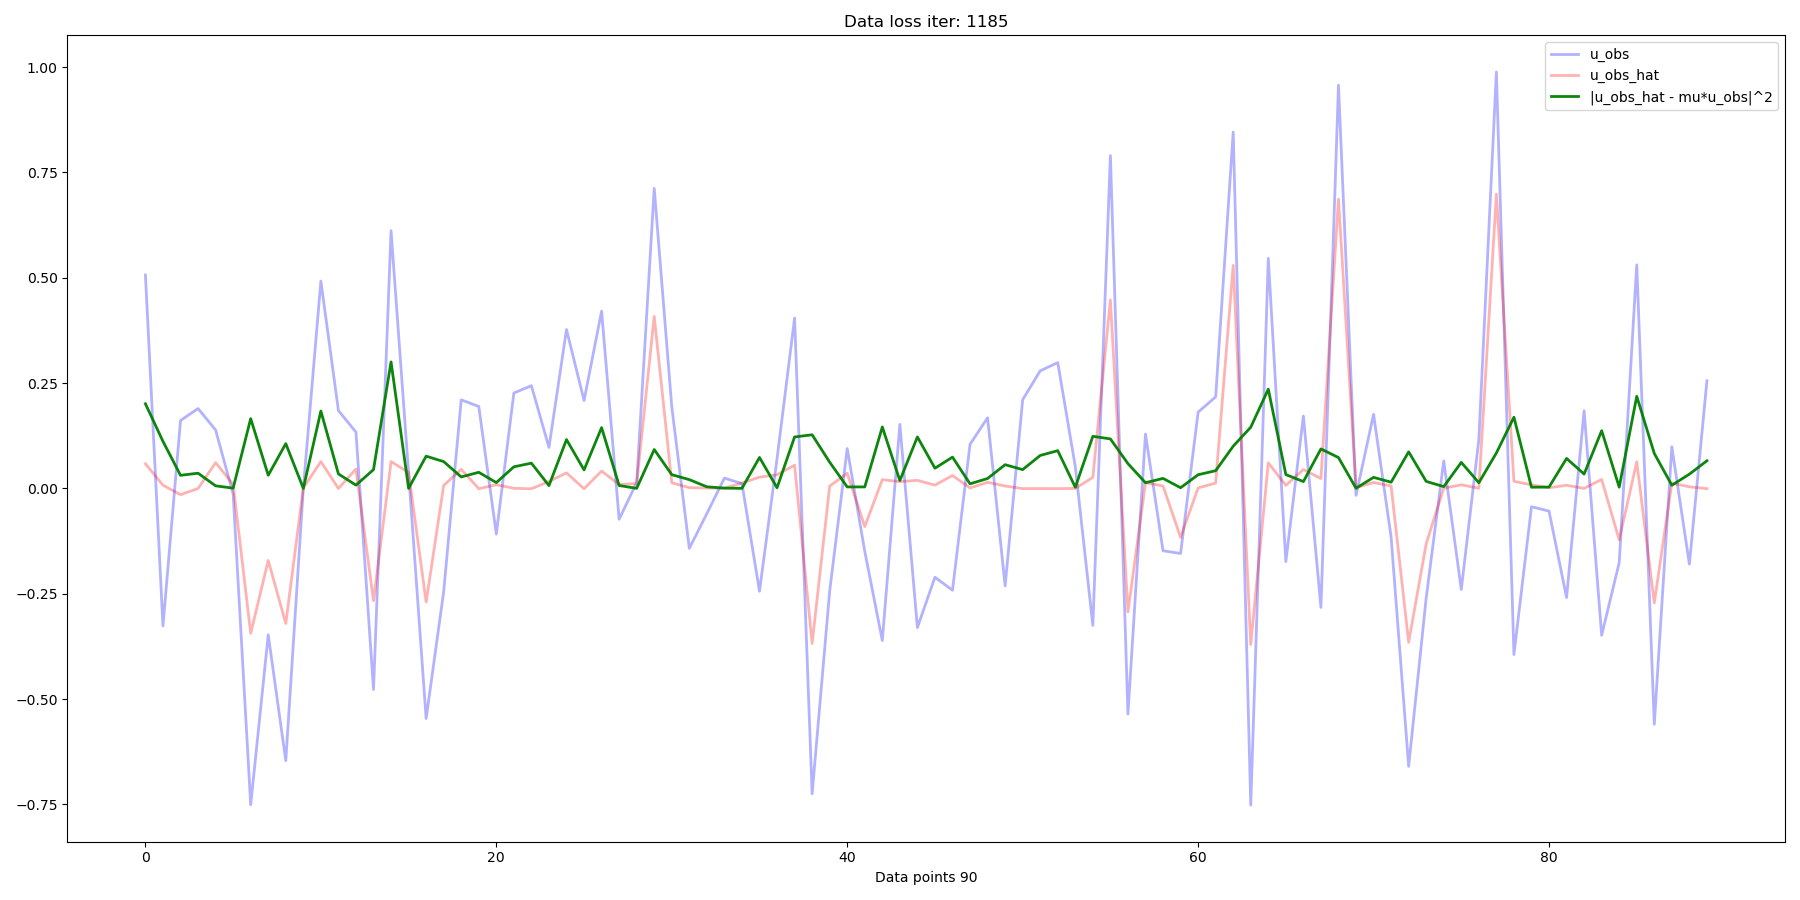 Data loss iter: 1185
u_obs
u_obs_hat
|u_obs_hat - mu*u_obs|^2
1.00
0.75
0.50
0.25
0.00
−0.25
−0.50
−0.75
0 20 40 60 80
Data points 90